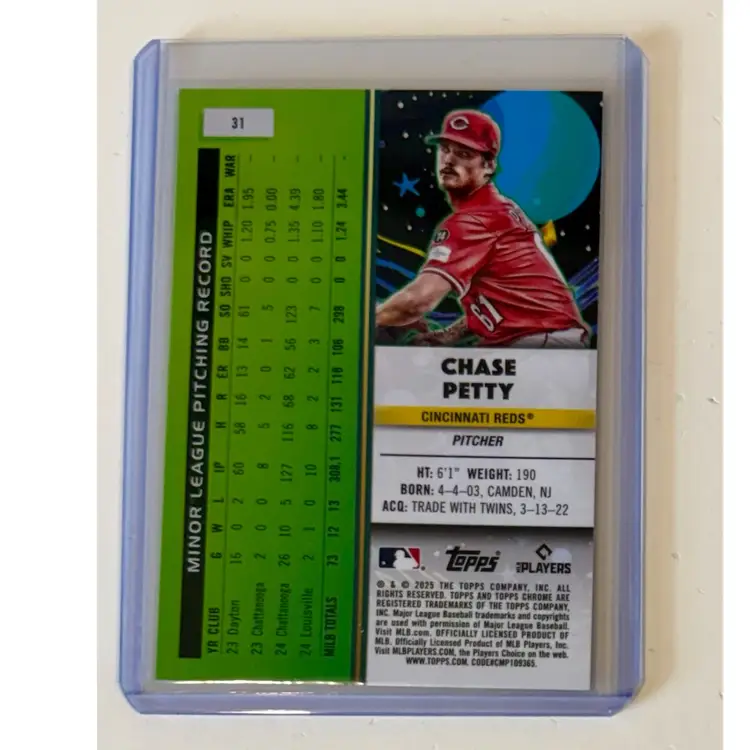 31
MINOR LEAGUE PITCHING RECORD
YR CLUB G W L IP H R ER BB SO SHO SV WHIP ERA WAR
23 Dayton 16 0 2 60 58 16 13 14 61 0 0 1.20 1.95 -
23 Chattanooga 2 0 0 8 5 2 0 1 5 0 0 0.75 0.00 -
24 Chattanooga 26 10 5 127 116 68 62 56 123 0 0 1.35 4.39 -
24 Louisville 2 1 0 10 8 2 2 3 7 0 0 1.10 1.80 -
MiLB TOTALS 73 12 13 308.1 277 131 118 106 298 0 0 1.24 3.44 -
61
CHASE
PETTY
CINCINNATI REDS®
PITCHER
HT: 6'1" WEIGHT: 190
BORN: 4-4-03, CAMDEN, NJ
ACQ: TRADE WITH TWINS, 3-13-22
topps
MLB PLAYERS
® & © 2025 THE TOPPS COMPANY, INC. ALL
RIGHTS RESERVED. TOPPS AND TOPPS CHROME ARE
REGISTERED TRADEMARKS OF THE TOPPS COMPANY,
INC. Major League Baseball trademarks and copyrights
are used with permission of Major League Baseball.
Visit MLB.com. OFFICIALLY LICENSED PRODUCT OF
MLB. Officially Licensed Product of MLB Players, Inc.
Visit MLBPLAYERS.com, the Players Choice on the web.
WWW.TOPPS.COM. CODE#CMP109365.